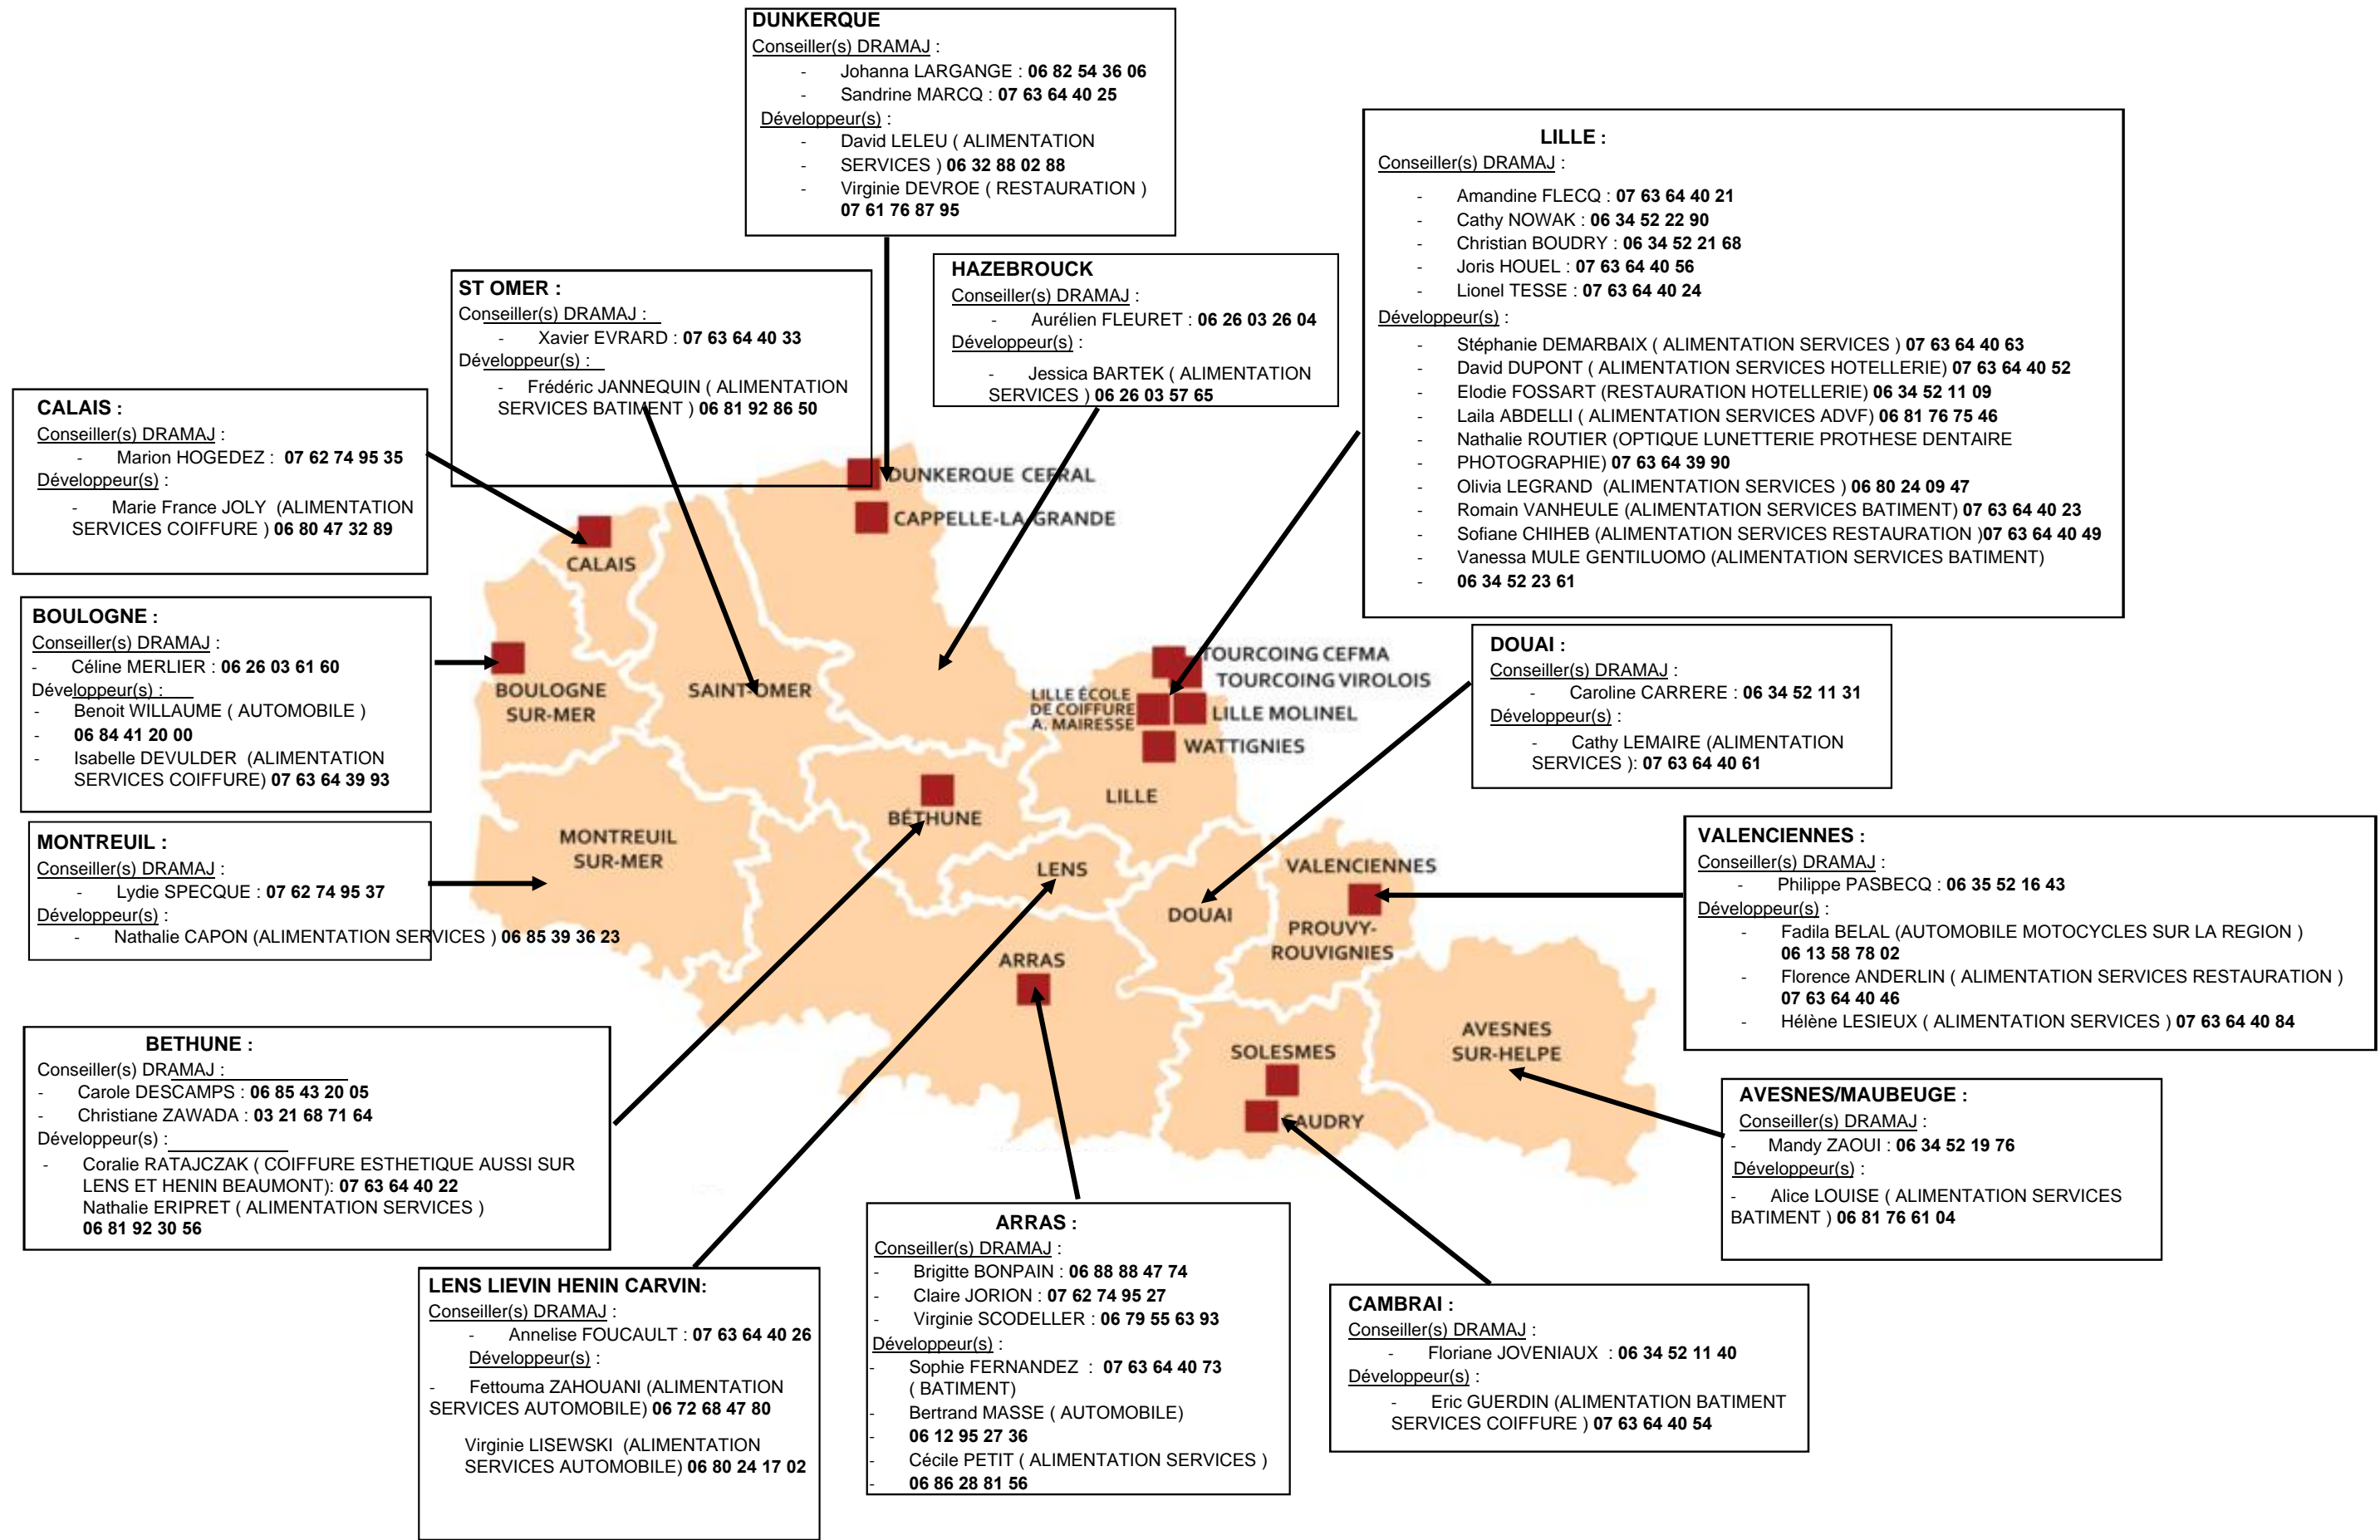 DUNKERQUE
Conseiller(s) DRAMAJ :
- Johanna LARGANGE : 06 82 54 36 06
- Sandrine MARCQ : 07 63 64 40 25
Développeur(s) :
- David LELEU ( ALIMENTATION
- SERVICES ) 06 32 88 02 88
- Virginie DEVROE ( RESTAURATION )
07 61 76 87 95
LILLE :
Conseiller(s) DRAMAJ :
- Amandine FLECQ : 07 63 64 40 21
- Cathy NOWAK : 06 34 52 22 90
- Christian BOUDRY : 06 34 52 21 68
- Joris HOUEL : 07 63 64 40 56
- Lionel TESSE : 07 63 64 40 24
Développeur(s) :
- Stéphanie DEMARBAIX ( ALIMENTATION SERVICES ) 07 63 64 40 63
- David DUPONT ( ALIMENTATION SERVICES HOTELLERIE) 07 63 64 40 52
- Elodie FOSSART (RESTAURATION HOTELLERIE) 06 34 52 11 09
- Laila ABDELLI ( ALIMENTATION SERVICES ADVF) 06 81 76 75 46
- Nathalie ROUTIER (OPTIQUE LUNETTERIE PROTHESE DENTAIRE
- PHOTOGRAPHIE) 07 63 64 39 90
- Olivia LEGRAND (ALIMENTATION SERVICES ) 06 80 24 09 47
- Romain VANHEULE (ALIMENTATION SERVICES BATIMENT) 07 63 64 40 23
- Sofiane CHIHEB (ALIMENTATION SERVICES RESTAURATION )07 63 64 40 49
- Vanessa MULE GENTILUOMO (ALIMENTATION SERVICES BATIMENT)
- 06 34 52 23 61
ST OMER :
Conseiller(s) DRAMAJ :
- Xavier EVRARD : 07 63 64 40 33
Développeur(s) :
- Frédéric JANNEQUIN ( ALIMENTATION
SERVICES BATIMENT ) 06 81 92 86 50
HAZEBROUCK
Conseiller(s) DRAMAJ :
- Aurélien FLEURET : 06 26 03 26 04
Développeur(s) :
- Jessica BARTEK ( ALIMENTATION
SERVICES ) 06 26 03 57 65
CALAIS :
Conseiller(s) DRAMAJ :
- Marion HOGEDEZ : 07 62 74 95 35
Développeur(s) :
- Marie France JOLY (ALIMENTATION
SERVICES COIFFURE ) 06 80 47 32 89
BOULOGNE :
Conseiller(s) DRAMAJ :
- Céline MERLIER : 06 26 03 61 60
Développeur(s) :
- Benoit WILLAUME ( AUTOMOBILE )
- 06 84 41 20 00
- Isabelle DEVULDER (ALIMENTATION
SERVICES COIFFURE) 07 63 64 39 93
MONTREUIL :
Conseiller(s) DRAMAJ :
- Lydie SPECQUE : 07 62 74 95 37
Développeur(s) :
- Nathalie CAPON (ALIMENTATION SERVICES ) 06 85 39 36 23
DUNKERQUE CEFRAL
CAPPELLE-LA-GRANDE
CALAIS
BOULOGNE
SUR-MER
SAINT-OMER
TOURCOING CEFMA
TOURCOING VIROLOIS
LILLE ÉCOLE
DE COIFFURE
A. MAIRESSE
LILLE MOLINEL
WATTIGNIES
LILLE
BÉTHUNE
MONTREUIL
SUR-MER
LENS
DOUAI
VALENCIENNES
PROUVY-
ROUVIGNIES
ARRAS
SOLESMES
AVESNES
SUR-HELPE
SAUDRY
DOUAI :
Conseiller(s) DRAMAJ :
- Caroline CARRERE : 06 34 52 11 31
Développeur(s) :
- Cathy LEMAIRE (ALIMENTATION
SERVICES ): 07 63 64 40 61
VALENCIENNES :
Conseiller(s) DRAMAJ :
- Philippe PASBECQ : 06 35 52 16 43
Développeur(s) :
- Fadila BELAL (AUTOMOBILE MOTOCYCLES SUR LA REGION )
06 13 58 78 02
- Florence ANDERLIN ( ALIMENTATION SERVICES RESTAURATION )
07 63 64 40 46
- Hélène LESIEUX ( ALIMENTATION SERVICES ) 07 63 64 40 84
BETHUNE :
Conseiller(s) DRAMAJ :
- Carole DESCAMPS : 06 85 43 20 05
- Christiane ZAWADA : 03 21 68 71 64
Développeur(s) :
- Coralie RATAJCZAK ( COIFFURE ESTHETIQUE AUSSI SUR
LENS ET HENIN BEAUMONT): 07 63 64 40 22
Nathalie ERIPRET ( ALIMENTATION SERVICES )
06 81 92 30 56
AVESNES/MAUBEUGE :
Conseiller(s) DRAMAJ :
- Mandy ZAOUI : 06 34 52 19 76
Développeur(s) :
- Alice LOUISE ( ALIMENTATION SERVICES
BATIMENT ) 06 81 76 61 04
LENS LIEVIN HENIN CARVIN:
Conseiller(s) DRAMAJ :
- Annelise FOUCAULT : 07 63 64 40 26
Développeur(s) :
- Fettouma ZAHOUANI (ALIMENTATION
- SERVICES AUTOMOBILE) 06 72 68 47 80
Virginie LISEWSKI (ALIMENTATION
SERVICES AUTOMOBILE) 06 80 24 17 02
ARRAS :
Conseiller(s) DRAMAJ :
- Brigitte BONPAIN : 06 88 88 47 74
- Claire JORION : 07 62 74 95 27
- Virginie SCODELLER : 06 79 55 63 93
Développeur(s) :
- Sophie FERNANDEZ : 07 63 64 40 73
( BATIMENT)
- Bertrand MASSE ( AUTOMOBILE)
- 06 12 95 27 36
- Cécile PETIT ( ALIMENTATION SERVICES )
- 06 86 28 81 56
CAMBRAI :
Conseiller(s) DRAMAJ :
- Floriane JOVENIAUX : 06 34 52 11 40
Développeur(s) :
- Eric GUERDIN (ALIMENTATION BATIMENT
SERVICES COIFFURE ) 07 63 64 40 54